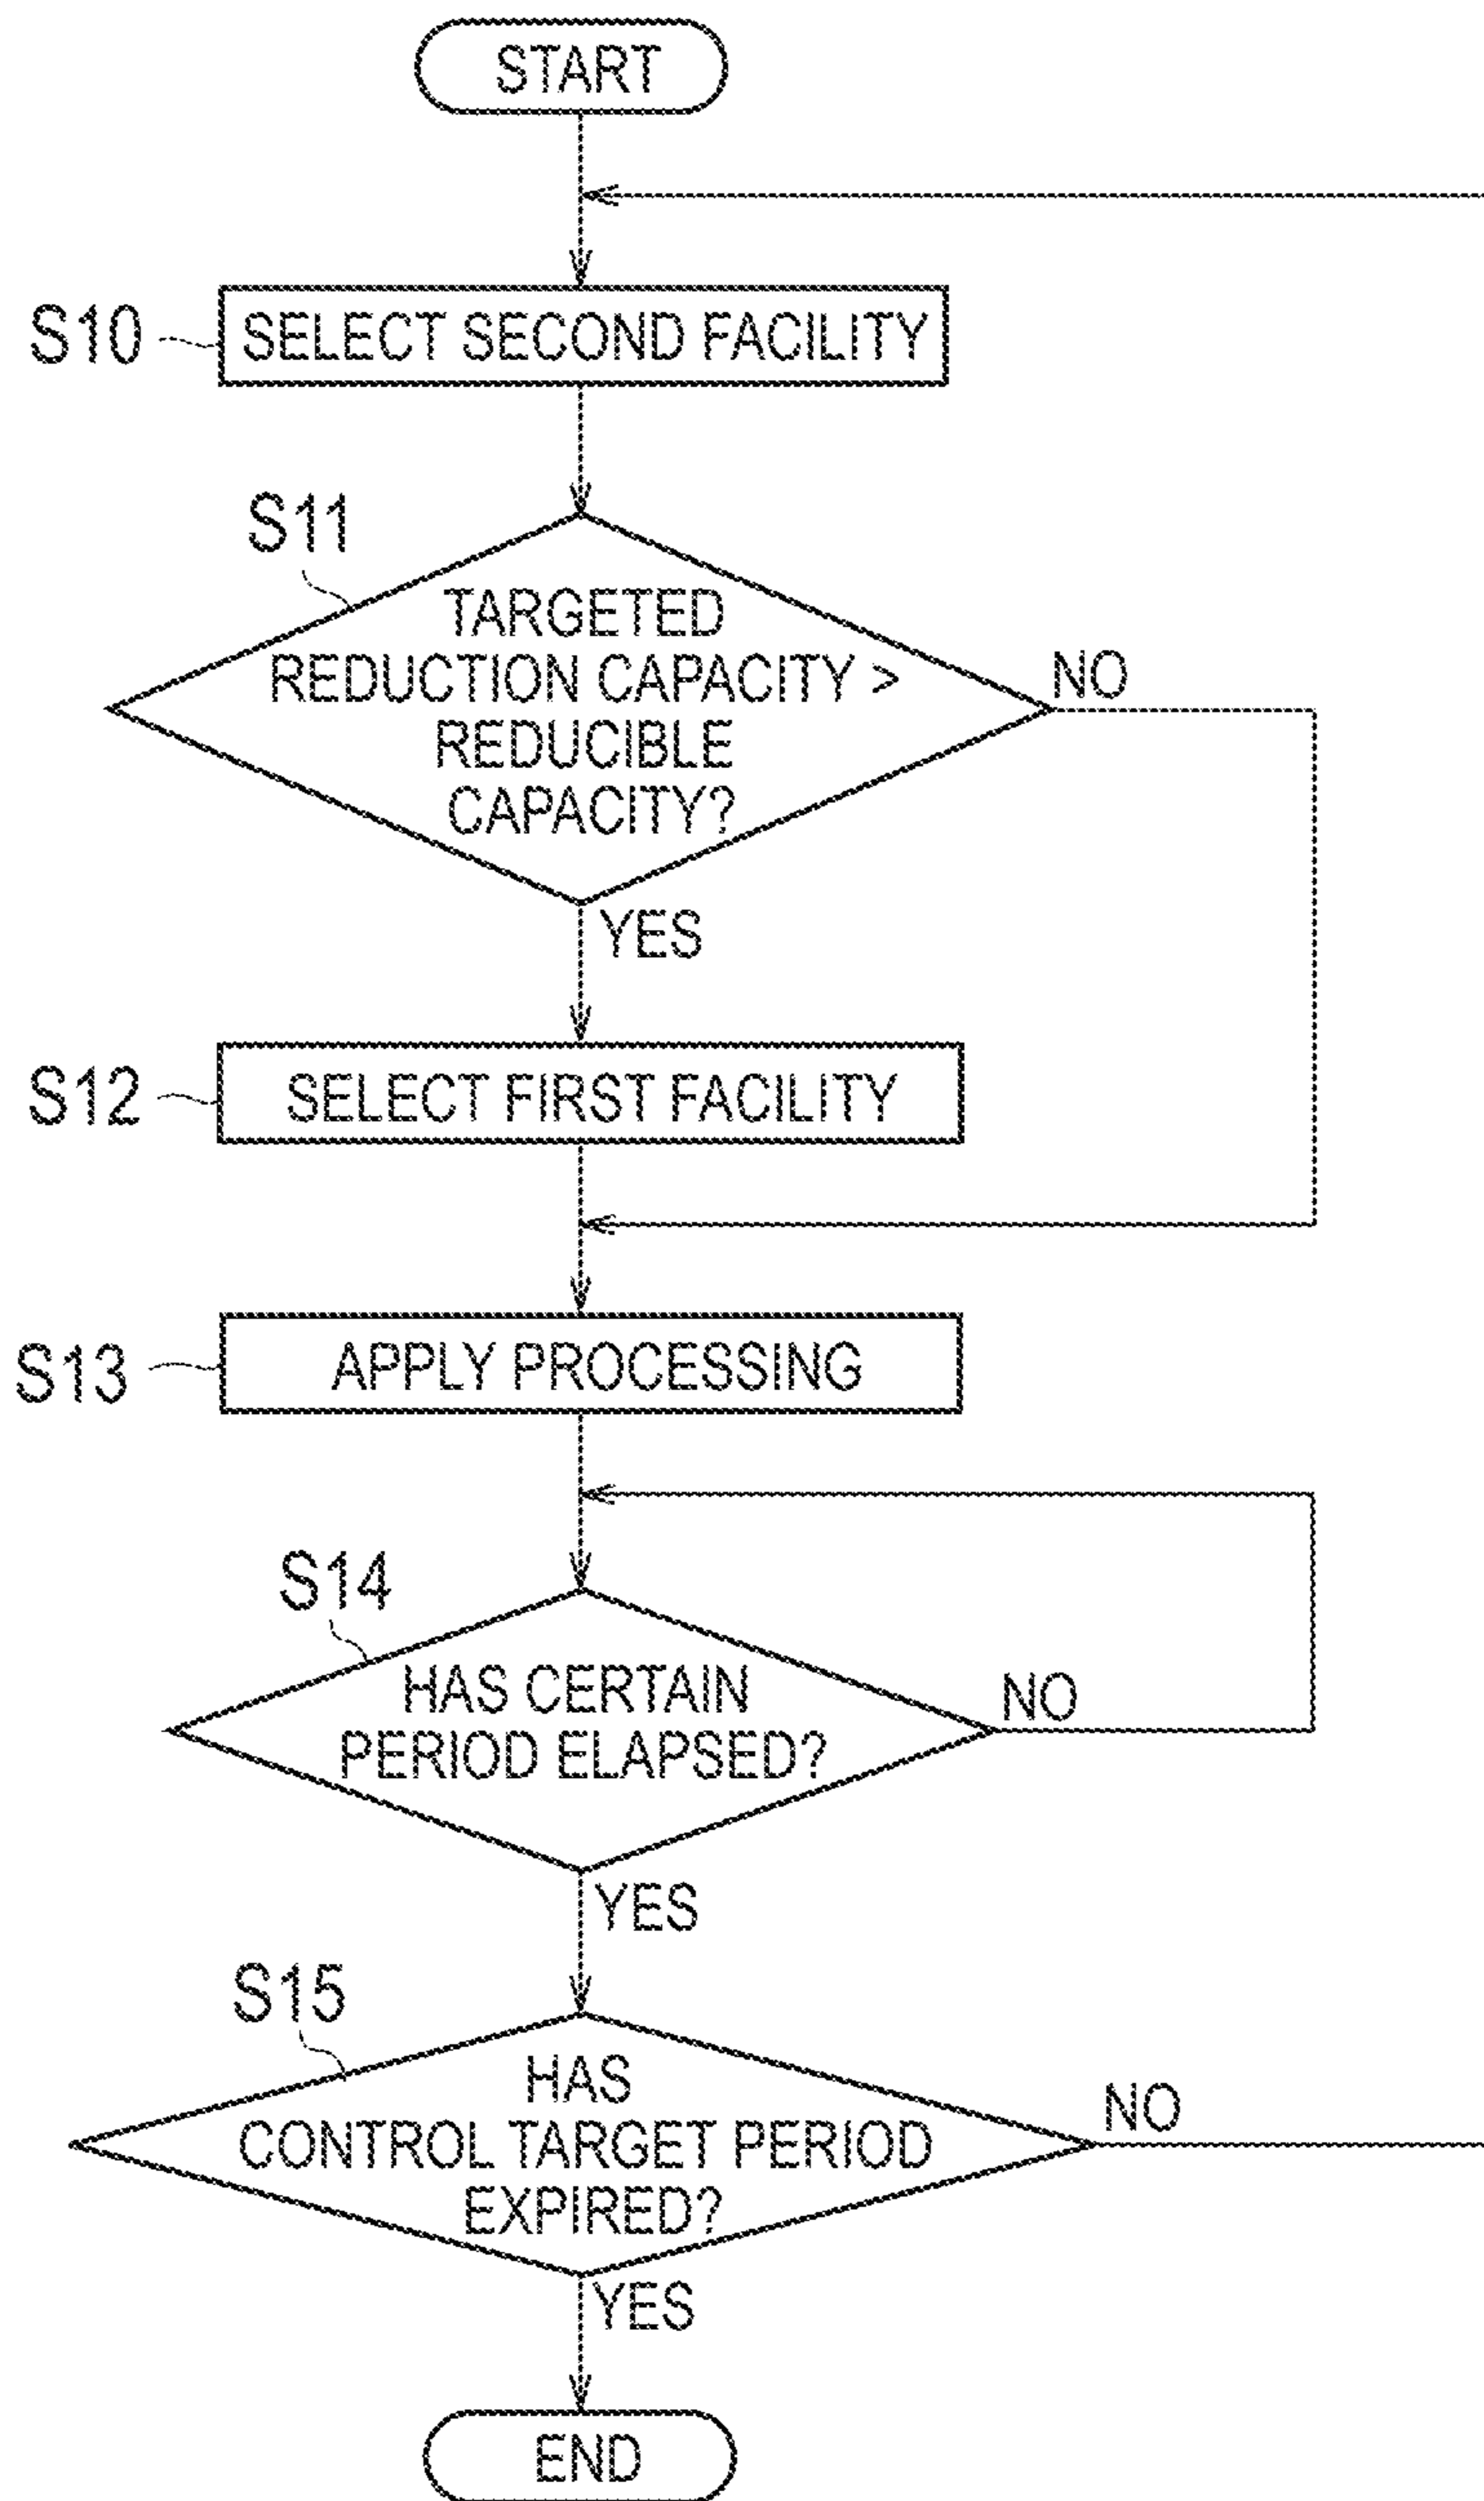 START
S10
SELECT SECOND FACILITY
S11
TARGETED
REDUCTION CAPACITY >
REDUCIBLE
CAPACITY?
NO
YES
S12
SELECT FIRST FACILITY
S13
APPLY PROCESSING
S14
HAS CERTAIN
PERIOD ELAPSED?
NO
YES
S15
HAS
CONTROL TARGET PERIOD
EXPIRED?
NO
YES
END